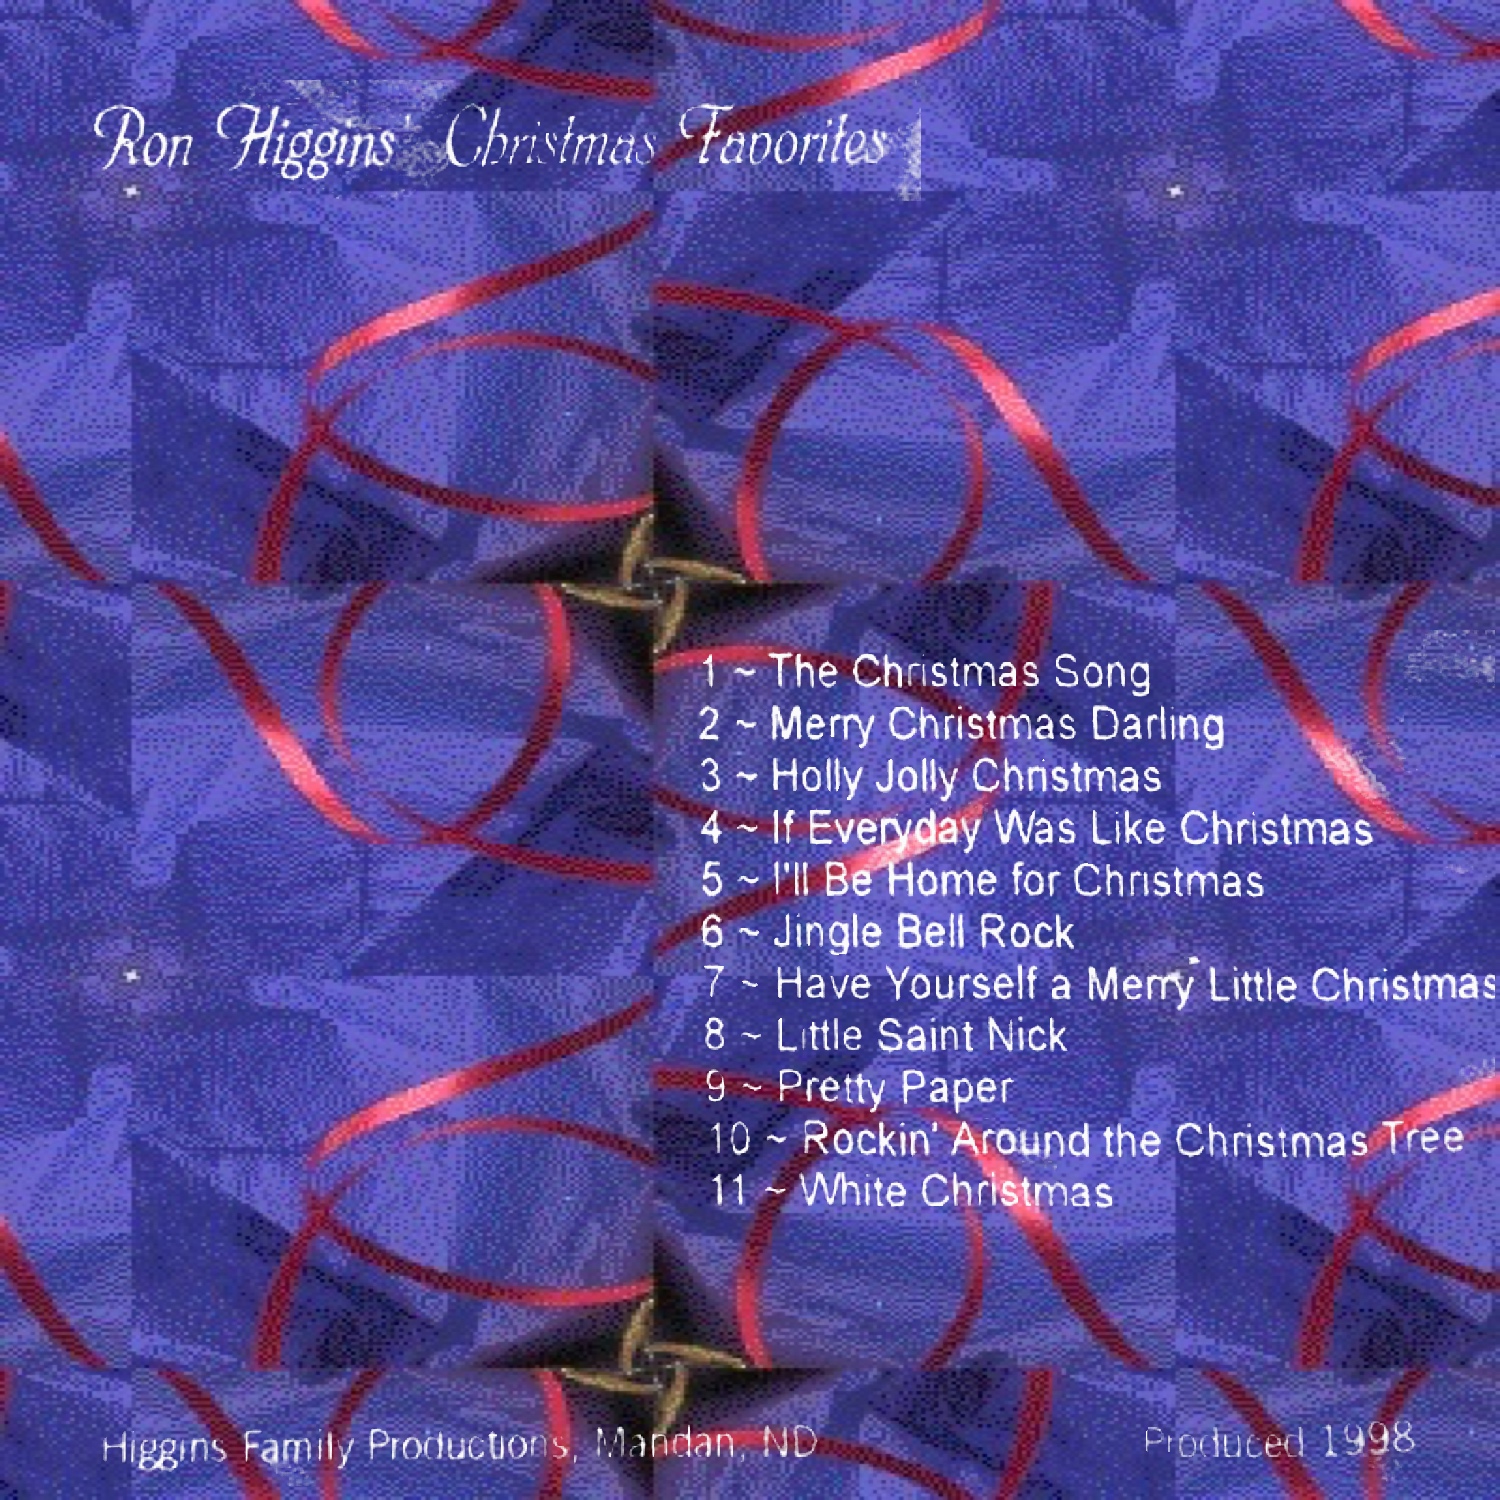 Ron Higgins' Christmas Favorites
1 ~ The Christmas Song
2 ~ Merry Christmas Darling
3 ~ Holly Jolly Christmas
4 ~ If Everyday Was Like Christmas
5 ~ I'll Be Home for Christmas
6 ~ Jingle Bell Rock
7 ~ Have Yourself a Merry Little Christmas
8 ~ Little Saint Nick
9 ~ Pretty Paper
10 ~ Rockin' Around the Christmas Tree
11 ~ White Christmas
Higgins Family Productions, Mandan, ND
Produced 1998